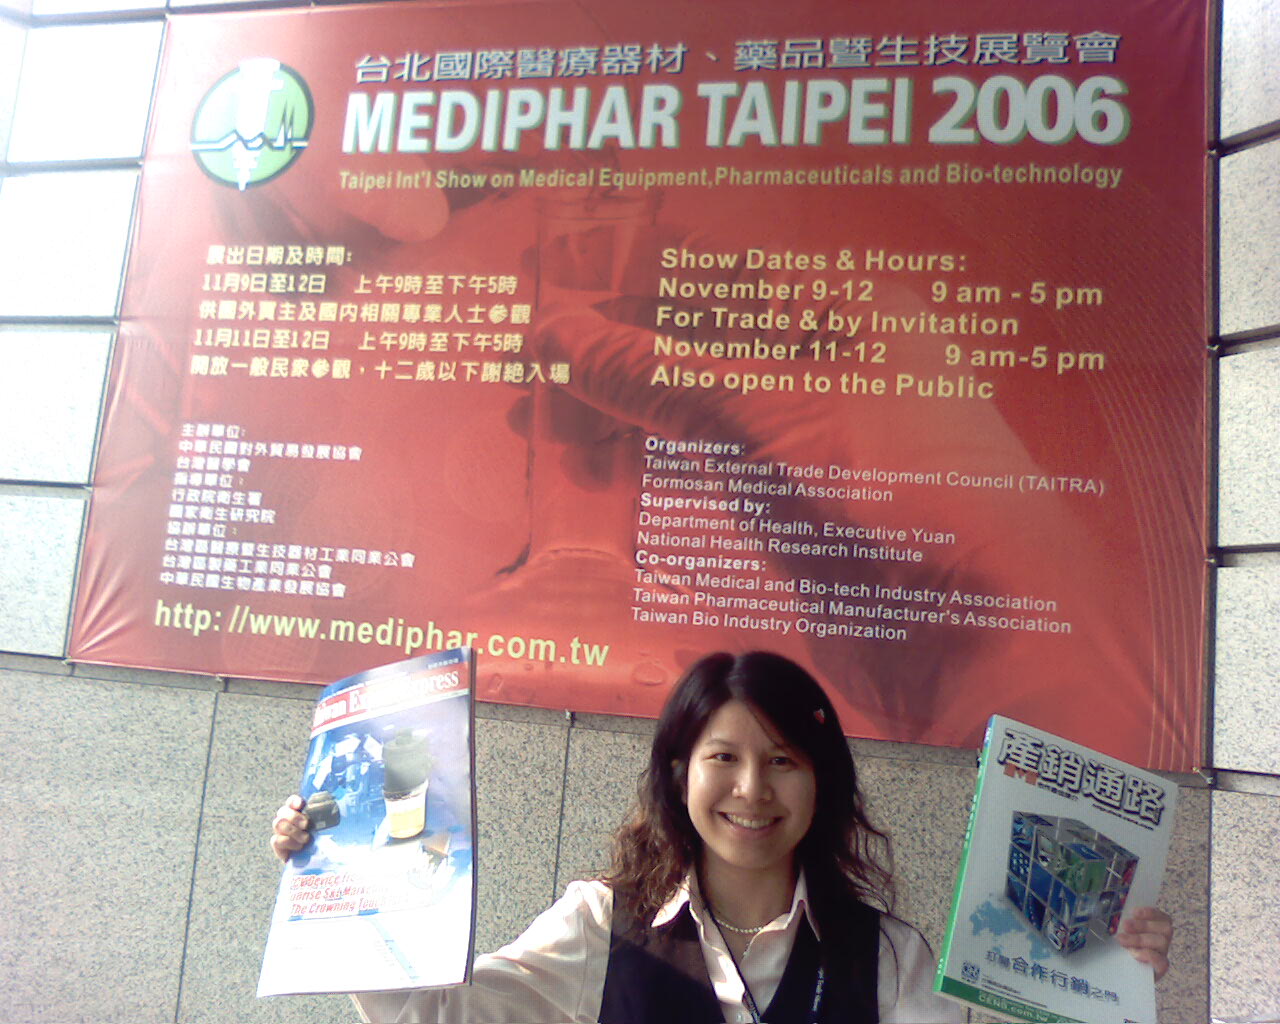 台北國際醫療器材、藥品暨生技展覽會
MEDIPHAR TAIPEI 2006
Taipei Int'l Show on Medical Equipment,Pharmaceuticals and Bio-technology
展出日期及時間:
11月9日至12日 上午9時至下午5時
供國外買主及國內相關專業人士參觀
11月11日至12日 上午9時至下午5時
開放一般民眾參觀，十二歲以下謝絕入場
Show Dates & Hours:
November 9-12 9 am - 5 pm
For Trade & by Invitation
November 11-12 9 am-5 pm
Also open to the Public
主辦單位:
中華民國對外貿易發展協會
台灣醫學會
指導單位:
行政院衛生署
國家衛生研究院
協辦單位:
台灣區醫療暨生技器材工業同業公會
台灣區製藥工業同業公會
中華民國生物產業發展協會
http: //www.mediphar.com.tw
Organizers:
Taiwan External Trade Development Council (TAITRA)
Formosan Medical Association
Supervised by:
Department of Health, Executive Yuan
National Health Research Institute
Co-organizers:
Taiwan Medical and Bio-tech Industry Association
Taiwan Pharmaceutical Manufacturer's Association
Taiwan Bio Industry Organization
The Crowning
產銷通路
合作行銷之舞
CENS.com.tw